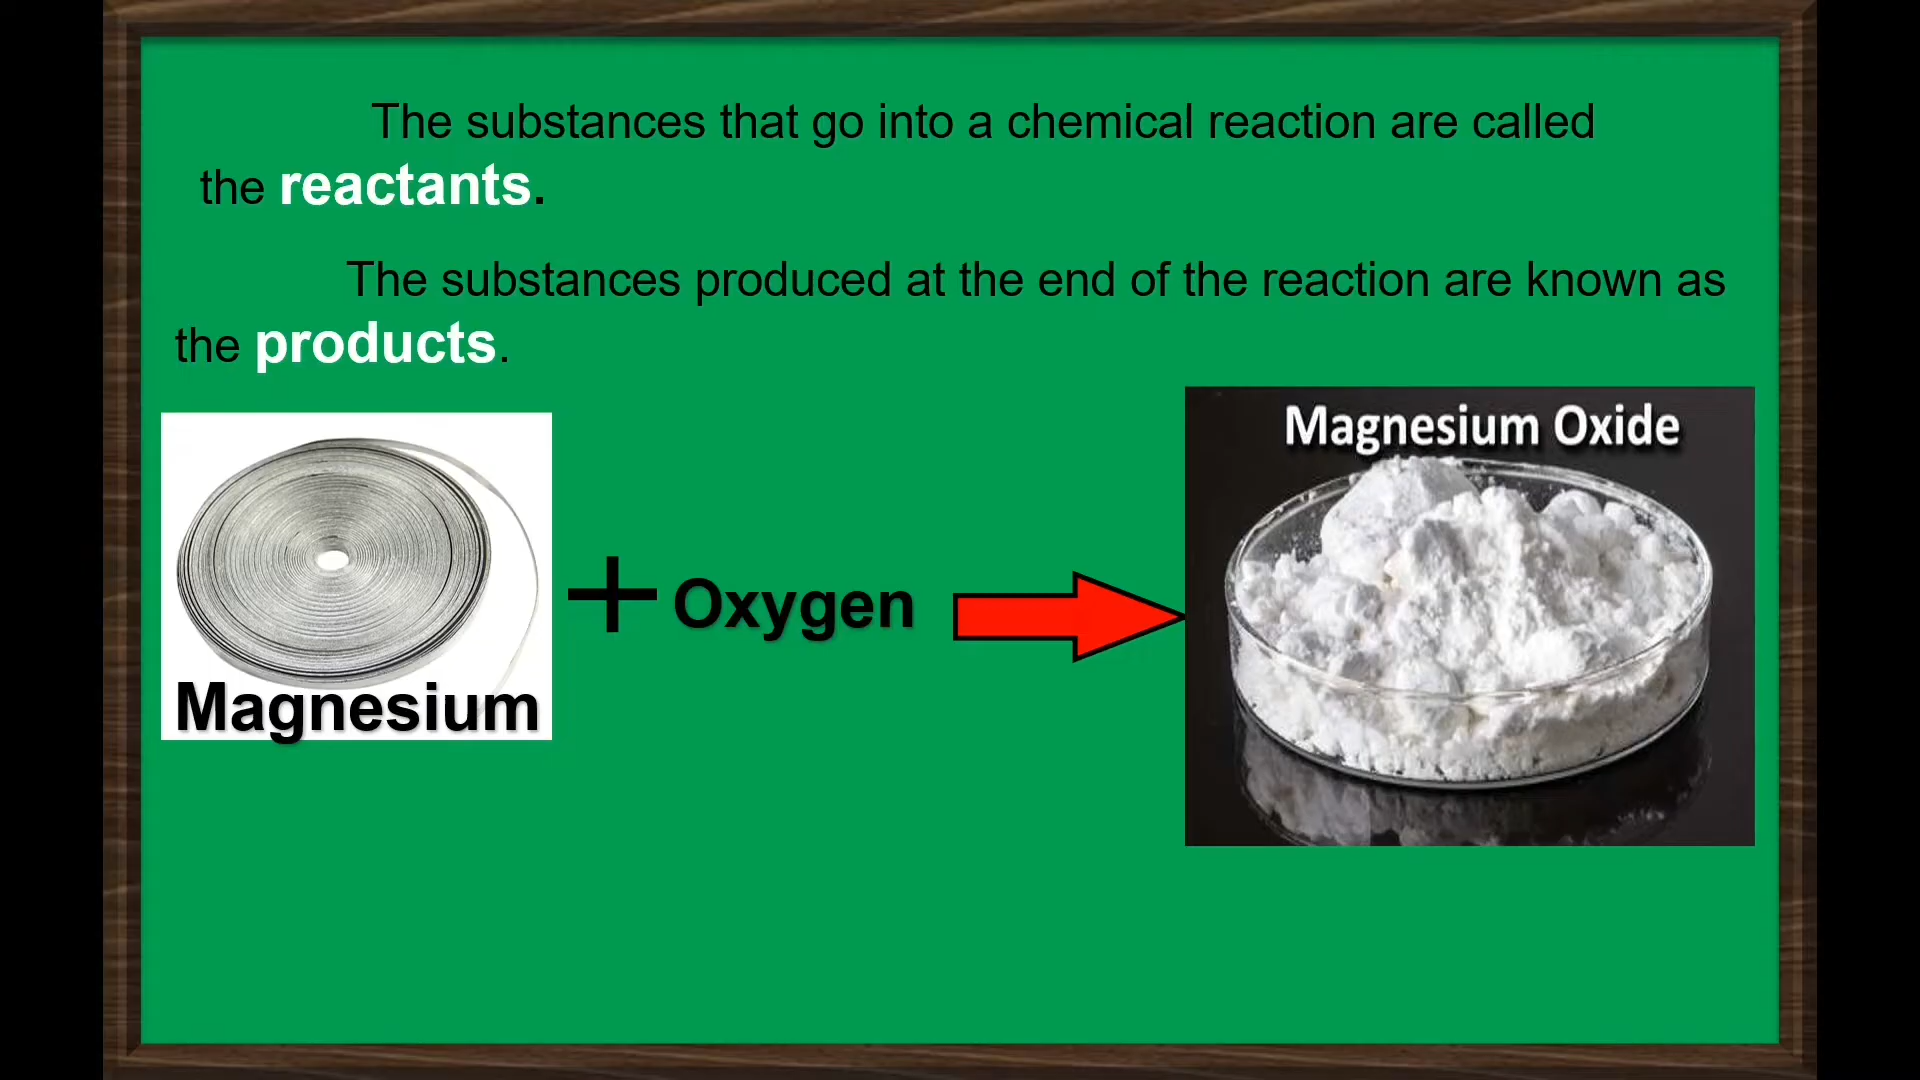 The substances that go into a chemical reaction are called
the reactants.
The substances produced at the end of the reaction are known as
the products.
Magnesium Oxide
+ Oxygen
Magnesium